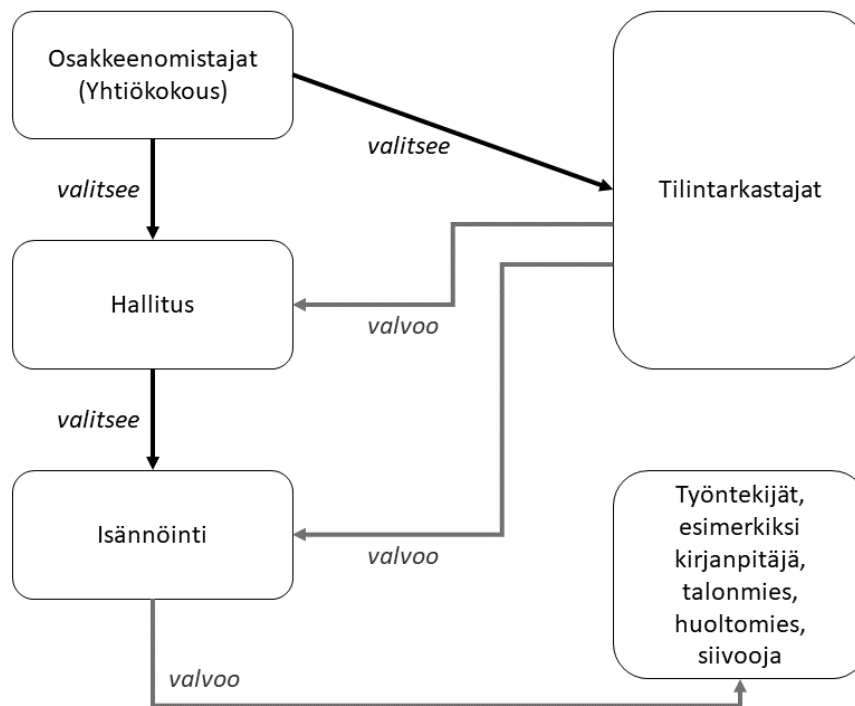 Osakkeenomistajat
(Yhtiökokous)
valitsee
valitsee
Tilintarkastajat
Hallitus
valvoo
valitsee
Isännöinti
valvoo
Työntekijät,
esimerkiksi
kirjanpitäjä,
talonmies,
huoltomies,
siivooja
valvoo